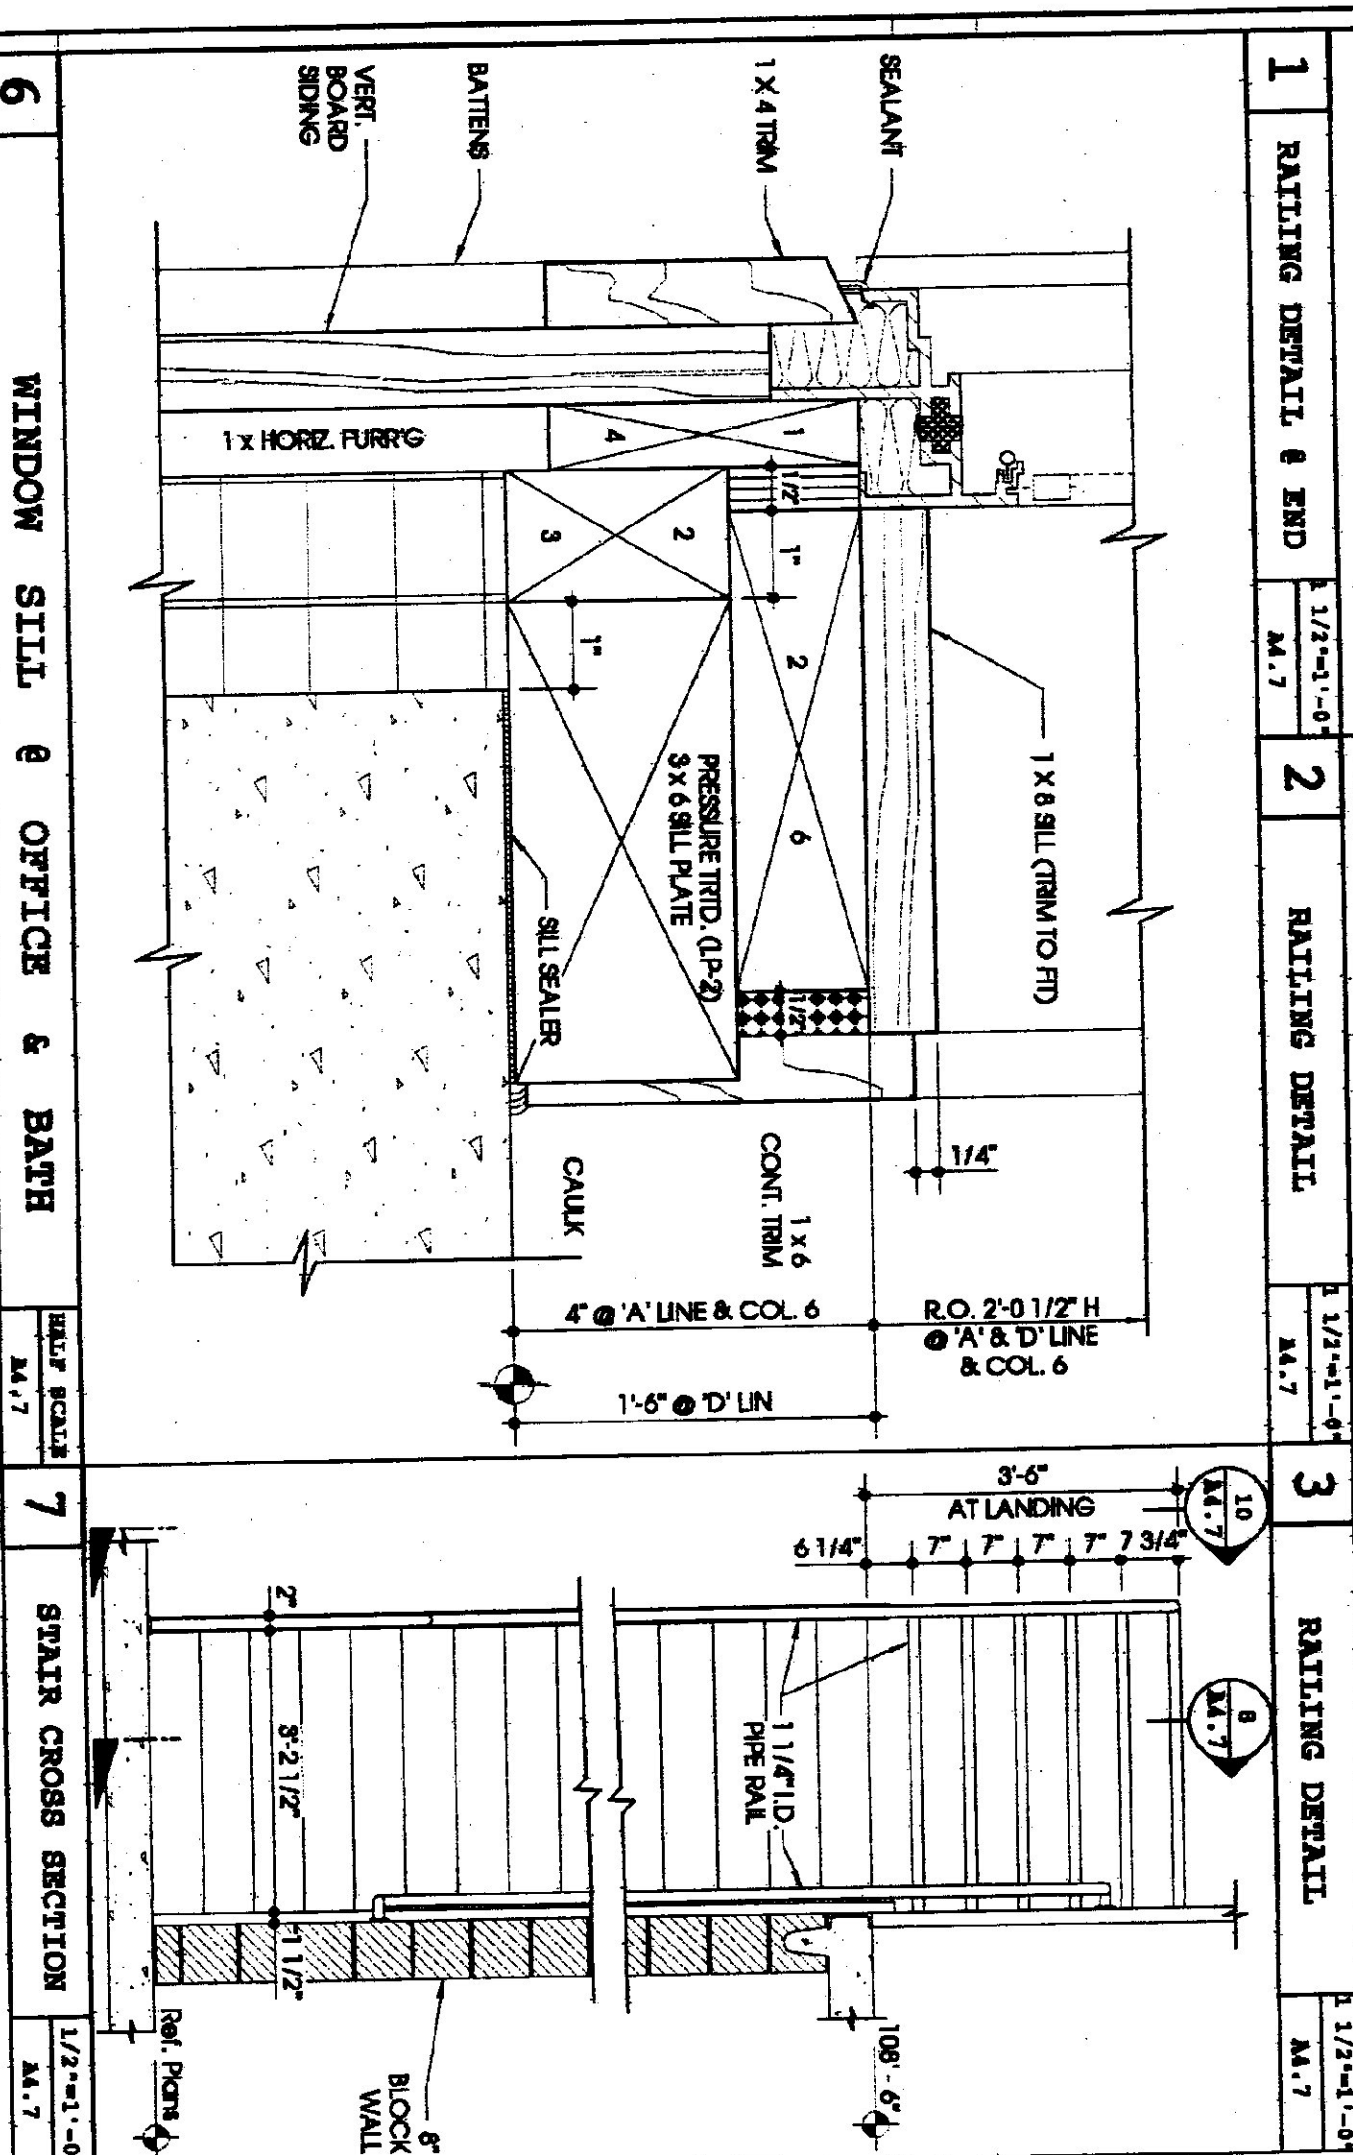 1
RAILING DETAIL @ END
1 1/2"=1'-0"
A4.7
2
RAILING DETAIL
1 1/2"=1'-0"
A4.7
3
RAILING DETAIL
1 1/2"=1'-0"
A4.7
SEALANT
1 X 4 TRIM
BATTENS
VERT.
BOARD
SIDING
1 x HORIZ. FURR'G
1
4
1/2"
1"
2
3
1"
2
6
1 X 8 SILL (TRIM TO FIT)
PRESSURE TRTD. (LP-2)
3 x 6 SILL PLATE
SILL SEALER
1/2"
1/4"
1 x 6
CONT. TRIM
CAULK
4" @ 'A' LINE & COL. 6
R.O. 2'-0 1/2" H
@ 'A' & 'D' LINE
& COL. 6
1'-6" @ 'D' LIN
6
WINDOW SILL @ OFFICE & BATH
HALF SCALE
A4.7
10
A4.7
8
A4.7
3'-6"
AT LANDING
6 1/4"
7"
7"
7"
7"
7 3/4"
1 1/4" I.D.
PIPE RAIL
2"
3'-2 1/2"
1 1/2"
108' - 6"
8"
BLOCK
WALL
Ref. Plans
7
STAIR CROSS SECTION
1/2"=1'-0
A4.7